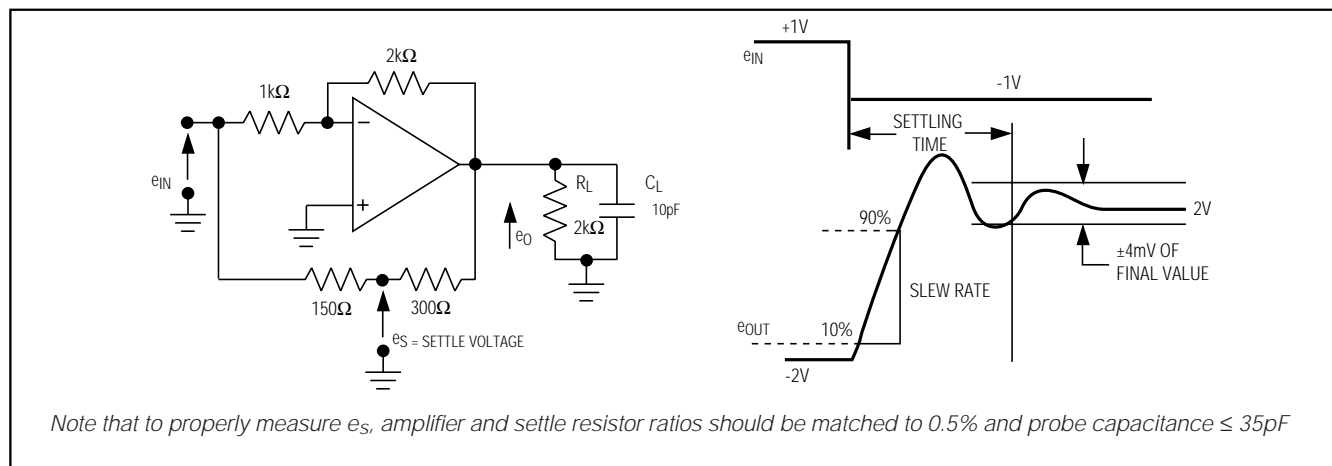 2kΩ
1kΩ
−
+
eIN
eO
RL
2kΩ
CL
10pF
150Ω
300Ω
eS = SETTLE VOLTAGE
+1V
eIN
-1V
SETTLING
TIME
90%
2V
±4mV OF
FINAL VALUE
SLEW RATE
eOUT
10%
-2V
Note that to properly measure eS, amplifier and settle resistor ratios should be matched to 0.5% and probe capacitance ≤ 35pF